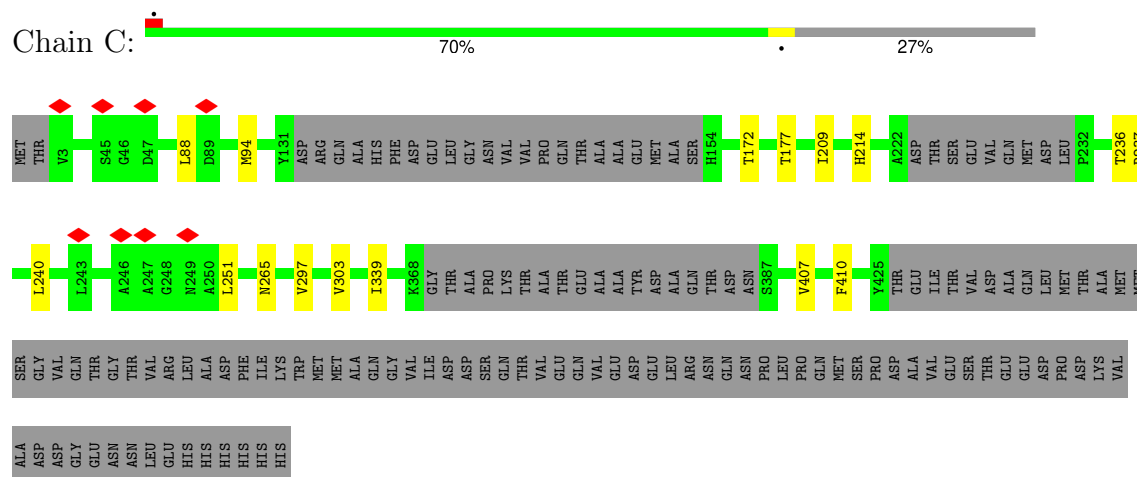 Chain C:
70% 27%
MET THR V3 S45 G46 D47 L88 D89 M94 Y131 ASP ARG GLN ALA HIS PHE ASP GLU LEU GLY ASN VAL VAL PRO GLN THR ALA ALA GLU MET ALA SER H154 T172 T177 I209 H214 A222 ASP THR SER GLU VAL GLN MET ASP LEU P232 T236
L240 L243 A246 A247 G248 N249 A250 L251 N265 V297 V303 I339 K368 GLY THR ALA PRO LYS THR ALA THR GLU ALA ALA TYR ASP ALA GLN THR ASP ASN S387 V407 F410 Y425 THR GLU ILE THR VAL ASP ALA GLN LEU MET THR ALA MET MET
SER GLY VAL GLN THR GLY THR VAL ARG LEU ALA ASP PHE ILE LYS TRP MET MET ALA GLN GLY VAL ILE ASP ASP SER GLN THR VAL GLU GLN VAL GLU ASP GLU LEU ARG ASN GLN ASN PRO LEU PRO GLN MET SER PRO ASP ALA VAL GLU SER THR GLU GLU ASP PRO ASP LYS VAL
ALA ASP ASP GLY GLU ASN ASN LEU GLU HIS HIS HIS HIS HIS HIS